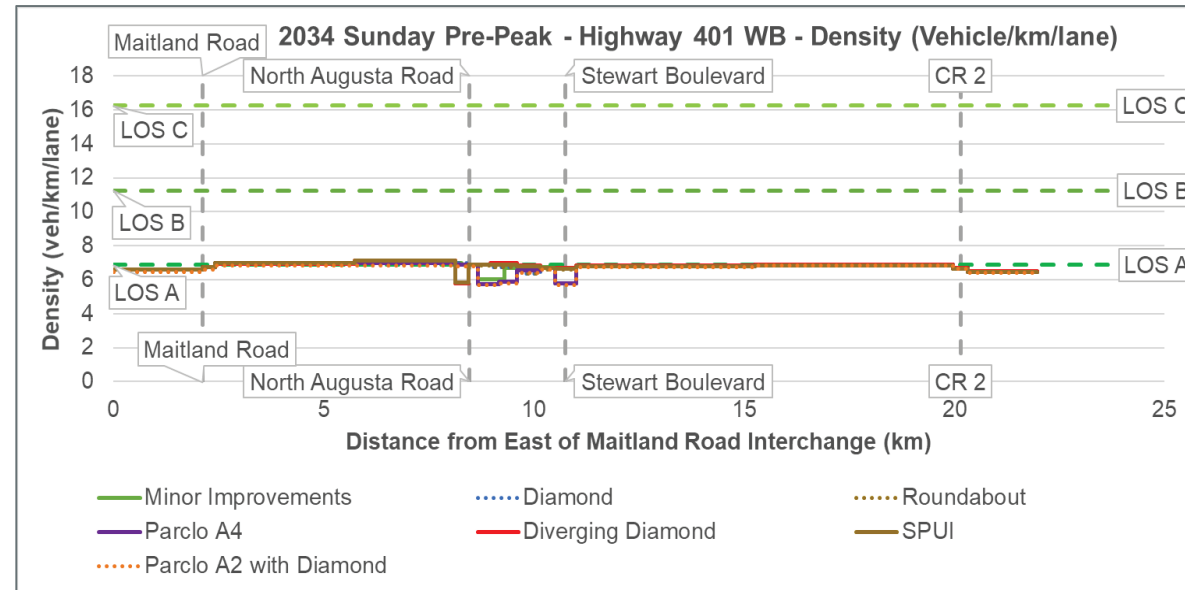 2034 Sunday Pre-Peak - Highway 401 WB - Density (Vehicle/km/lane)
Maitland Road
North Augusta Road
Stewart Boulevard
CR 2
18
16
14
12
10
8
6
4
2
0
LOS C
LOS C
LOS B
LOS B
LOS A
LOS A
Density (veh/km/lane)
Maitland Road
North Augusta Road
Stewart Boulevard
CR 2
0
5
10
15
20
25
Distance from East of Maitland Road Interchange (km)
Minor Improvements
Diamond
Roundabout
Parclo A4
Diverging Diamond
SPUI
Parclo A2 with Diamond